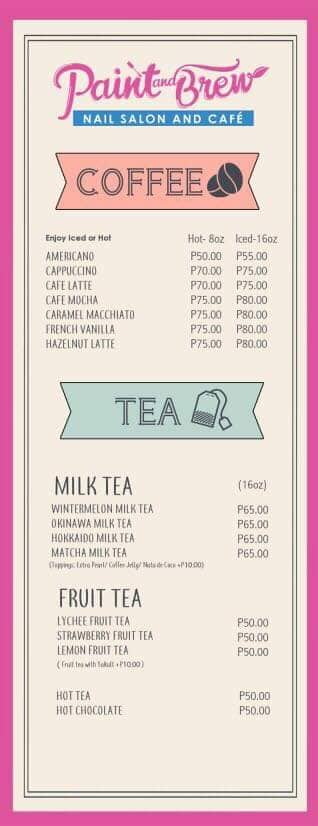 Paint and Brew
NAIL SALON AND CAFÉ
COFFEE
Enjoy Iced or Hot Hot- 8oz Iced-16oz
AMERICANO P50.00 P55.00
CAPPUCCINO P70.00 P75.00
CAFE LATTE P70.00 P75.00
CAFE MOCHA P75.00 P80.00
CARAMEL MACCHIATO P75.00 P80.00
FRENCH VANILLA P75.00 P80.00
HAZELNUT LATTE P75.00 P80.00
TEA
MILK TEA (16oz)
WINTERMELON MILK TEA P65.00
OKINAWA MILK TEA P65.00
HOKKAIDO MILK TEA P65.00
MATCHA MILK TEA P65.00
(Toppings: Extra Pearl/ Coffee Jelly/ Nata de Coco +P10.00)
FRUIT TEA
LYCHEE FRUIT TEA P50.00
STRAWBERRY FRUIT TEA P50.00
LEMON FRUIT TEA P50.00
( Fruit tea with Yakult +P10.00 )
HOT TEA P50.00
HOT CHOCOLATE P50.00